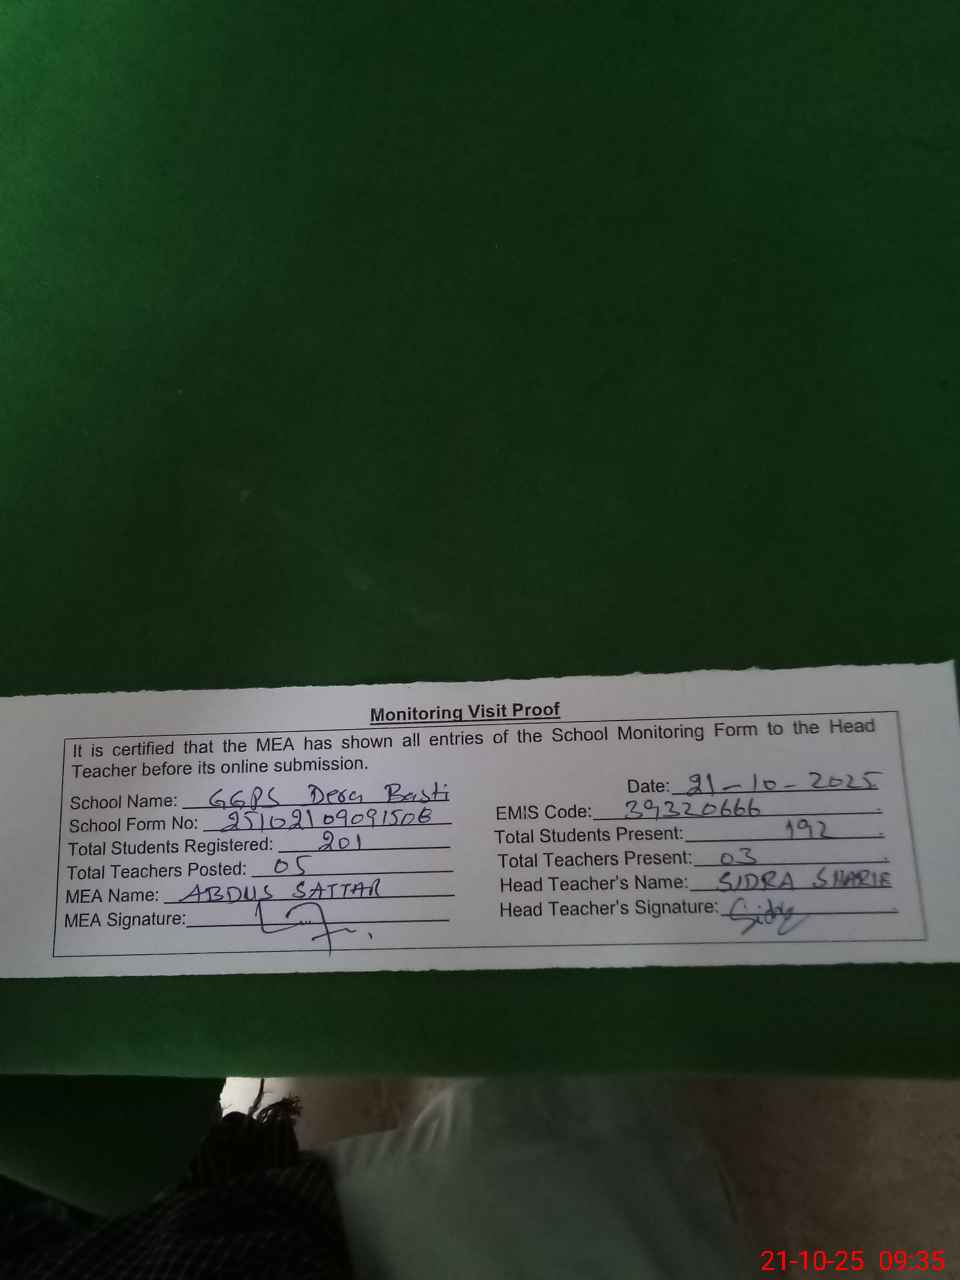 Monitoring Visit Proof
It is certified that the MEA has shown all entries of the School Monitoring Form to the Head
Teacher before its online submission.
Date: 21-10-2025
School Name: GGPS Dera Basti
EMIS Code: 39320666
School Form No:
Total Students Present: 192
Total Students Registered: 201
Total Teachers Present: 03
Total Teachers Posted: 05
Head Teacher's Name: SIDRA SHARIF
MEA Name: ABDUS SATTAR
Head Teacher's Signature:
MEA Signature:
21-10-25 09:35